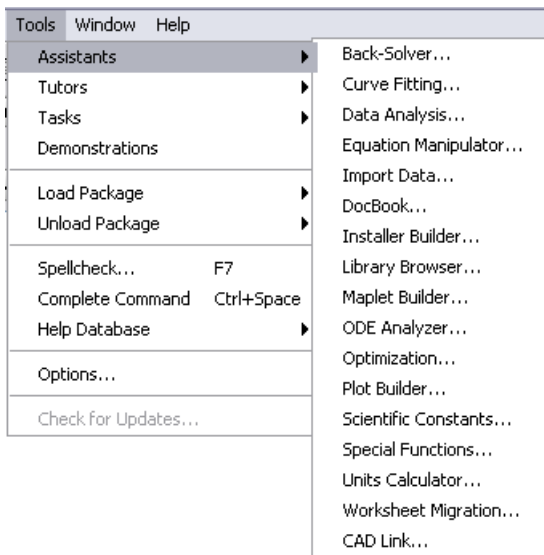 Tools Window Help
Assistants
Tutors
Tasks
Demonstrations
Load Package
Unload Package
Spellcheck... F7
Complete Command Ctrl+Space
Help Database
Options...
Check for Updates...
Back-Solver...
Curve Fitting...
Data Analysis...
Equation Manipulator...
Import Data...
DocBook...
Installer Builder...
Library Browser...
Maplet Builder...
ODE Analyzer...
Optimization...
Plot Builder...
Scientific Constants...
Special Functions...
Units Calculator...
Worksheet Migration...
CAD Link...